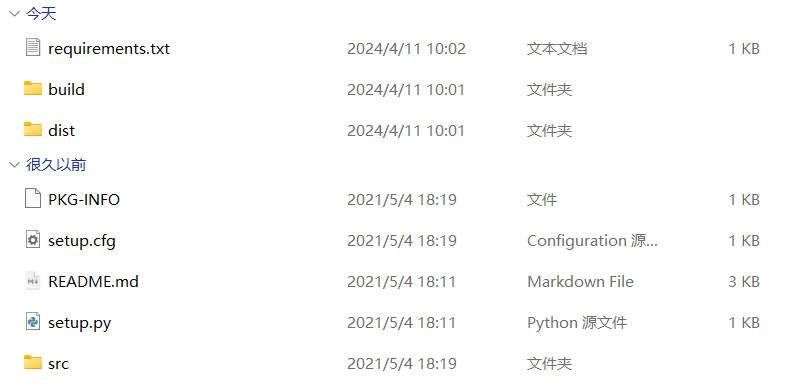 今天
requirements.txt 2024/4/11 10:02 文本文档 1 KB
build 2024/4/11 10:01 文件夹
dist 2024/4/11 10:01 文件夹
很久以前
PKG-INFO 2021/5/4 18:19 文件 1 KB
setup.cfg 2021/5/4 18:19 Configuration 源... 1 KB
README.md 2021/5/4 18:11 Markdown File 3 KB
setup.py 2021/5/4 18:11 Python 源文件 1 KB
src 2021/5/4 18:19 文件夹